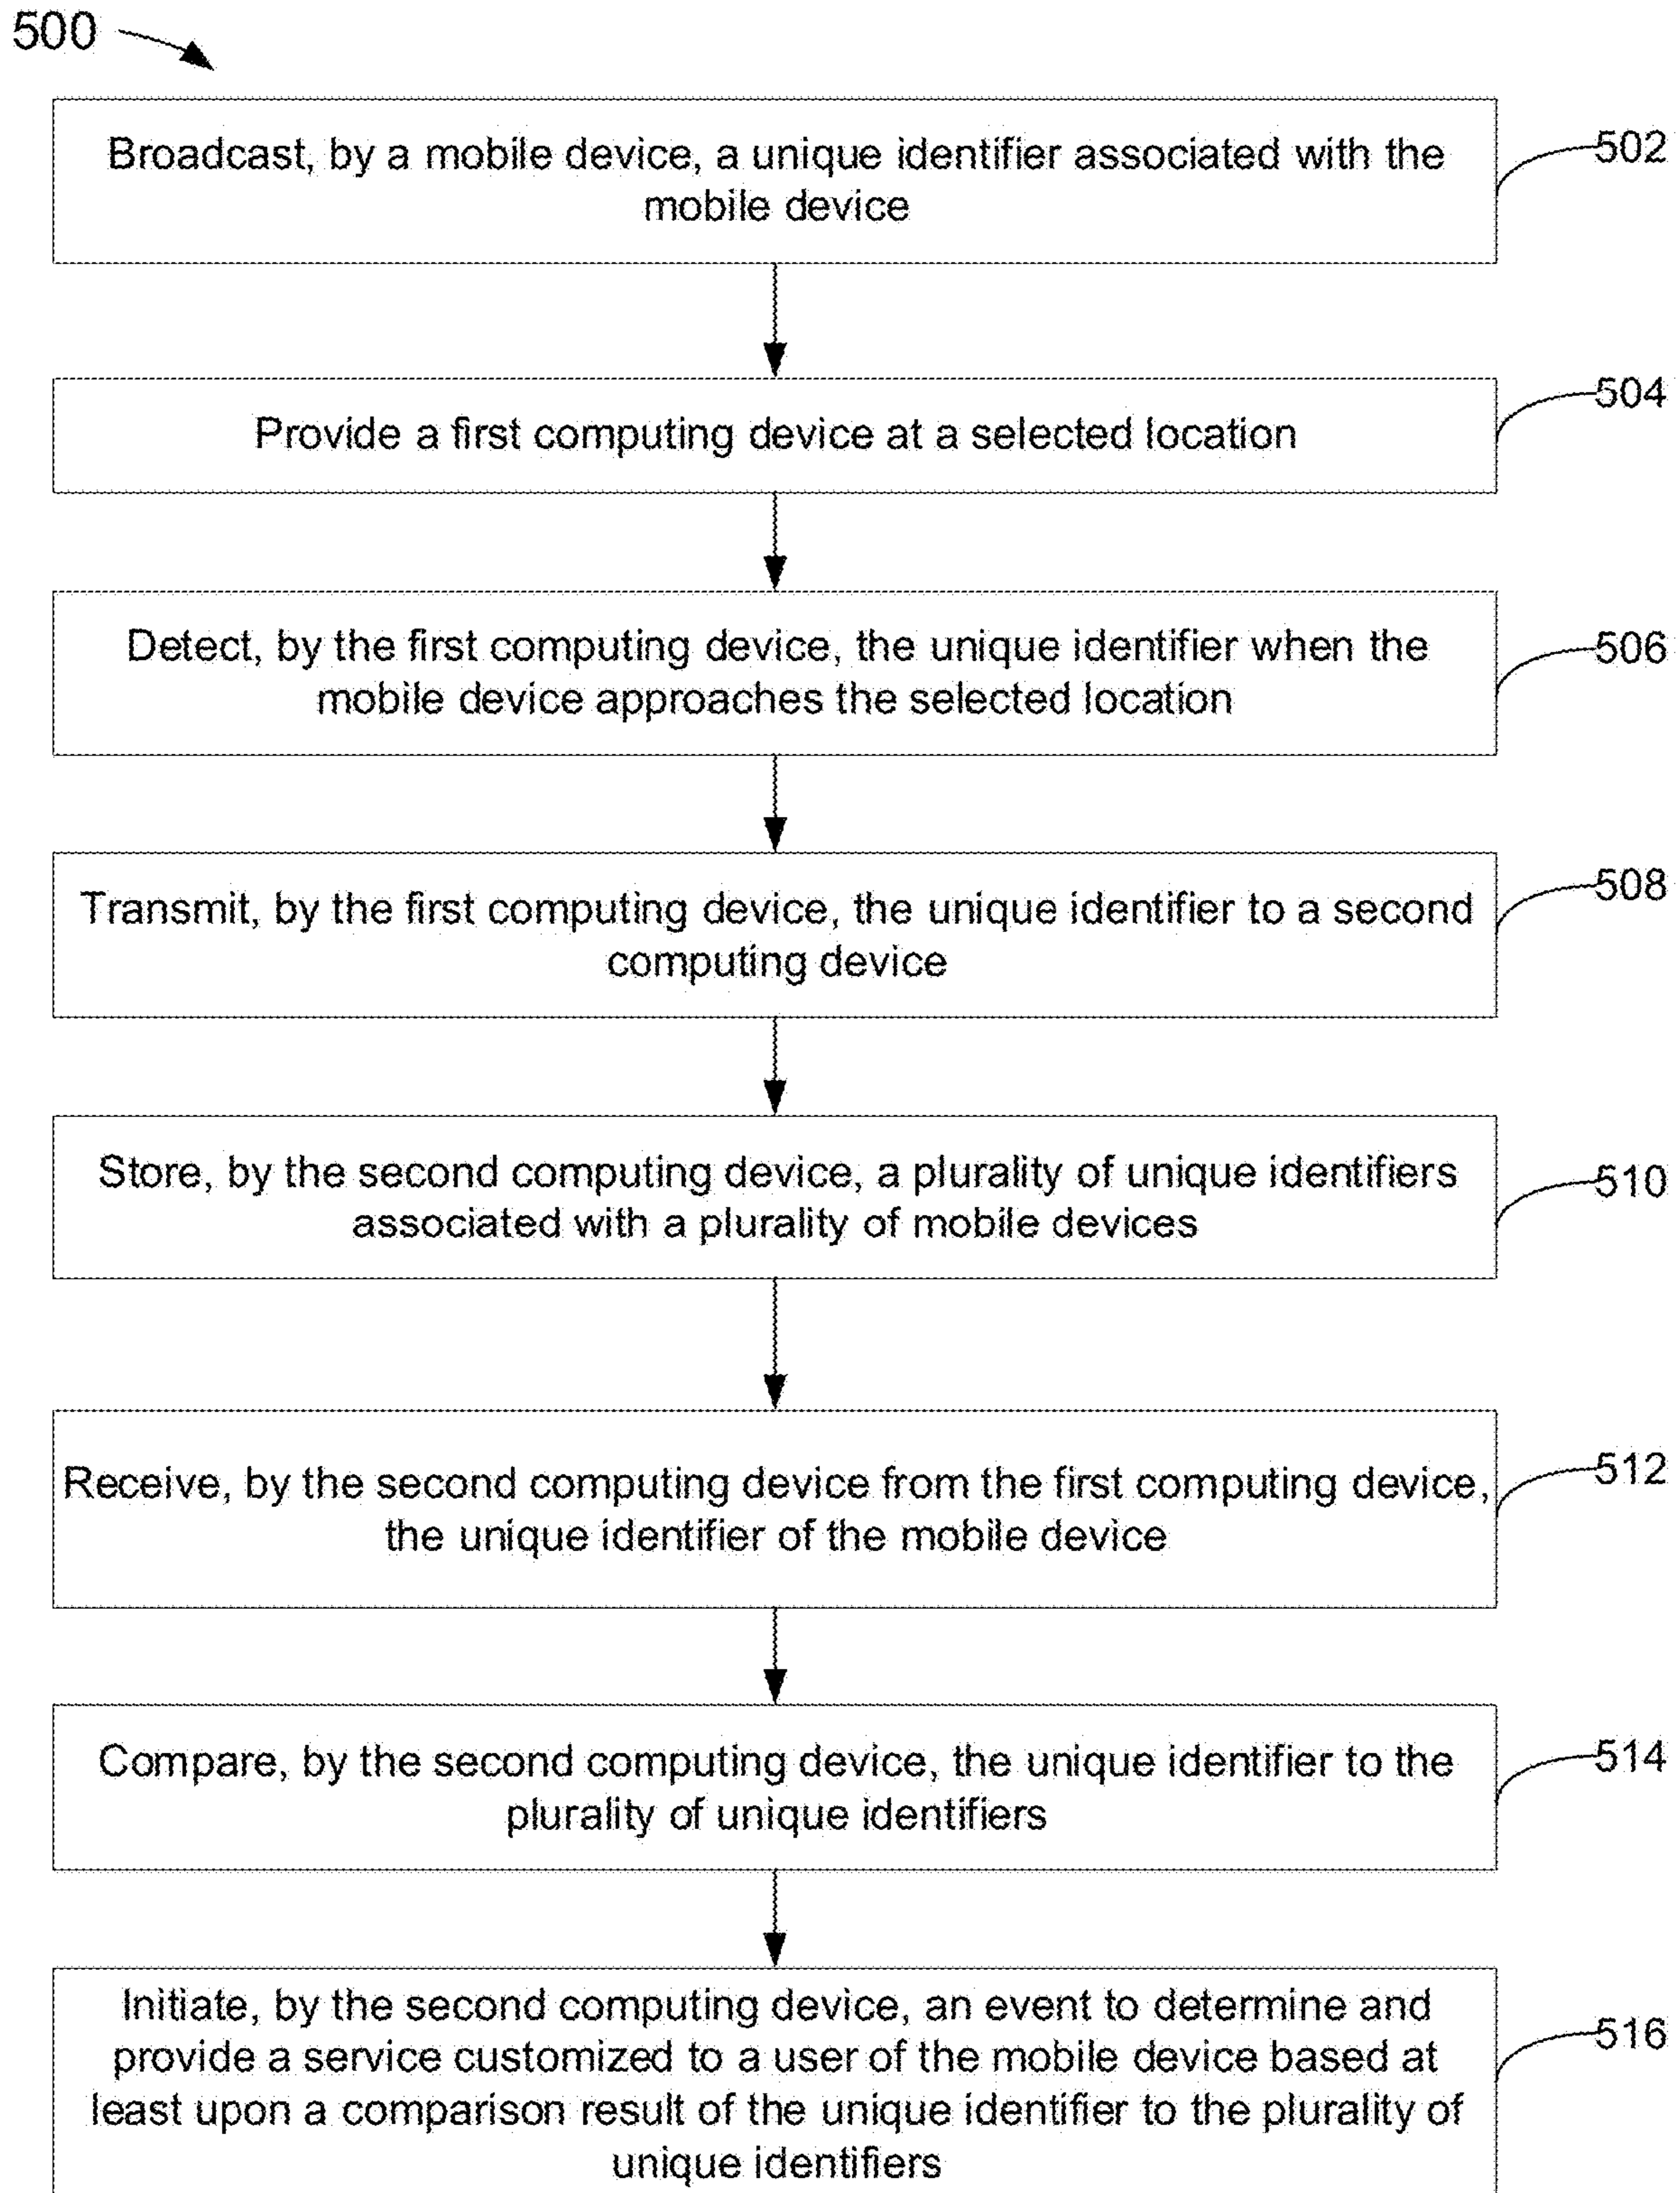 500
Broadcast, by a mobile device, a unique identifier associated with the
mobile device
502
Provide a first computing device at a selected location
504
Detect, by the first computing device, the unique identifier when the
mobile device approaches the selected location
506
Transmit, by the first computing device, the unique identifier to a second
computing device
508
Store, by the second computing device, a plurality of unique identifiers
associated with a plurality of mobile devices
510
Receive, by the second computing device from the first computing device,
the unique identifier of the mobile device
512
Compare, by the second computing device, the unique identifier to the
plurality of unique identifiers
514
Initiate, by the second computing device, an event to determine and
provide a service customized to a user of the mobile device based at
least upon a comparison result of the unique identifier to the plurality of
unique identifiers
516